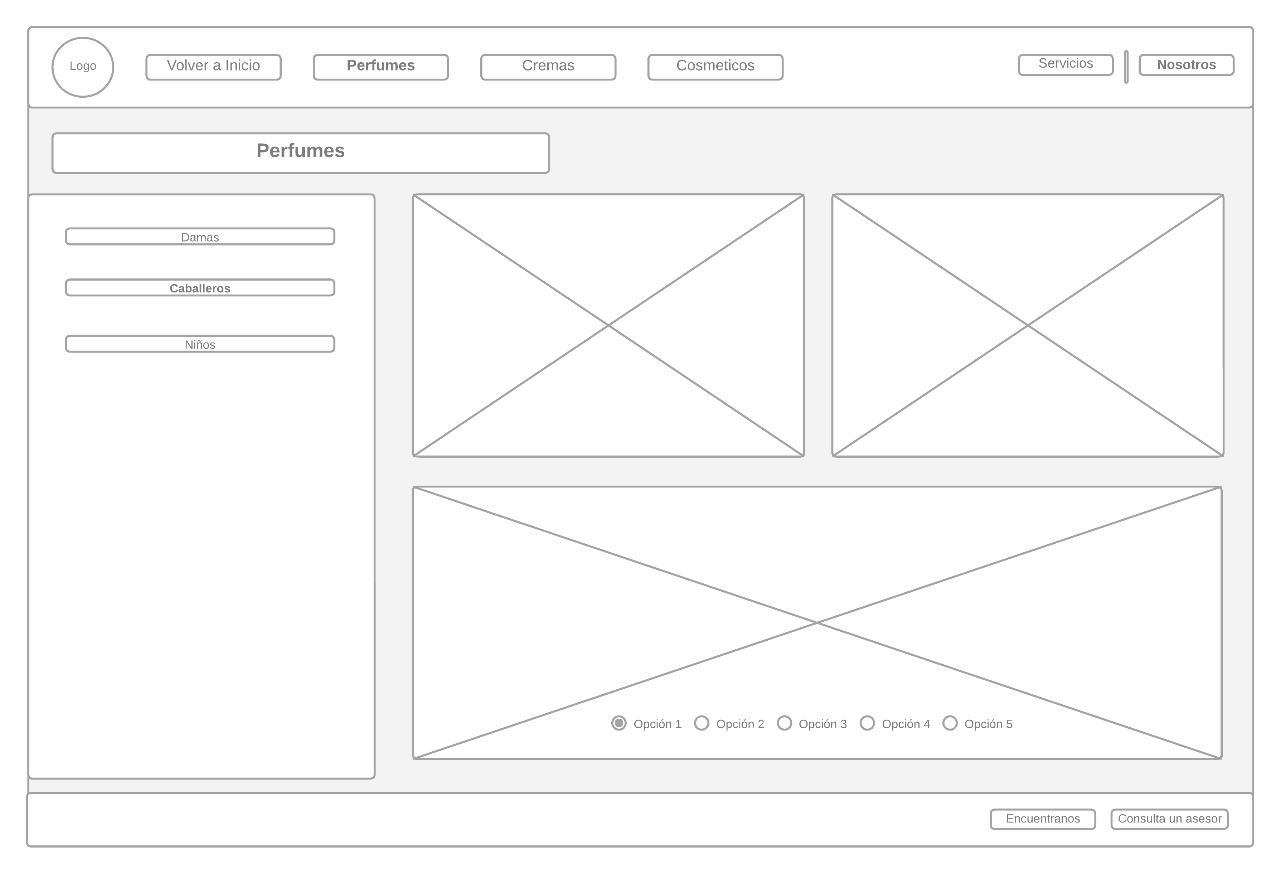 Logo
Volver a Inicio
Perfumes
Cremas
Cosmeticos
Servicios
Nosotros
Perfumes
Damas
Caballeros
Niños
Opción 1
Opción 2
Opción 3
Opción 4
Opción 5
Encuentranos
Consulta un asesor